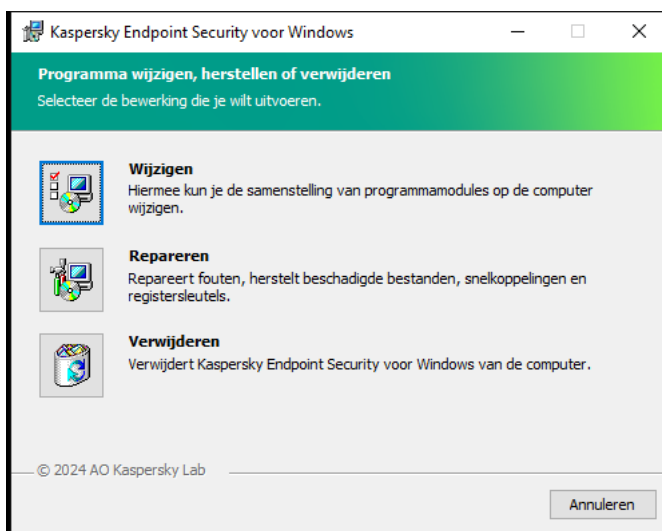 Kaspersky Endpoint Security voor Windows
Programma wijzigen, herstellen of verwijderen
Selecteer de bewerking die je wilt uitvoeren.
Wijzigen
Hiermee kun je de samenstelling van programmamodules op de computer
wijzigen.
Repareren
Repareert fouten, herstelt beschadigde bestanden, snelkoppelingen en
registersleutels.
Verwijderen
Verwijdert Kaspersky Endpoint Security voor Windows van de computer.
© 2024 AO Kaspersky Lab
Annuleren